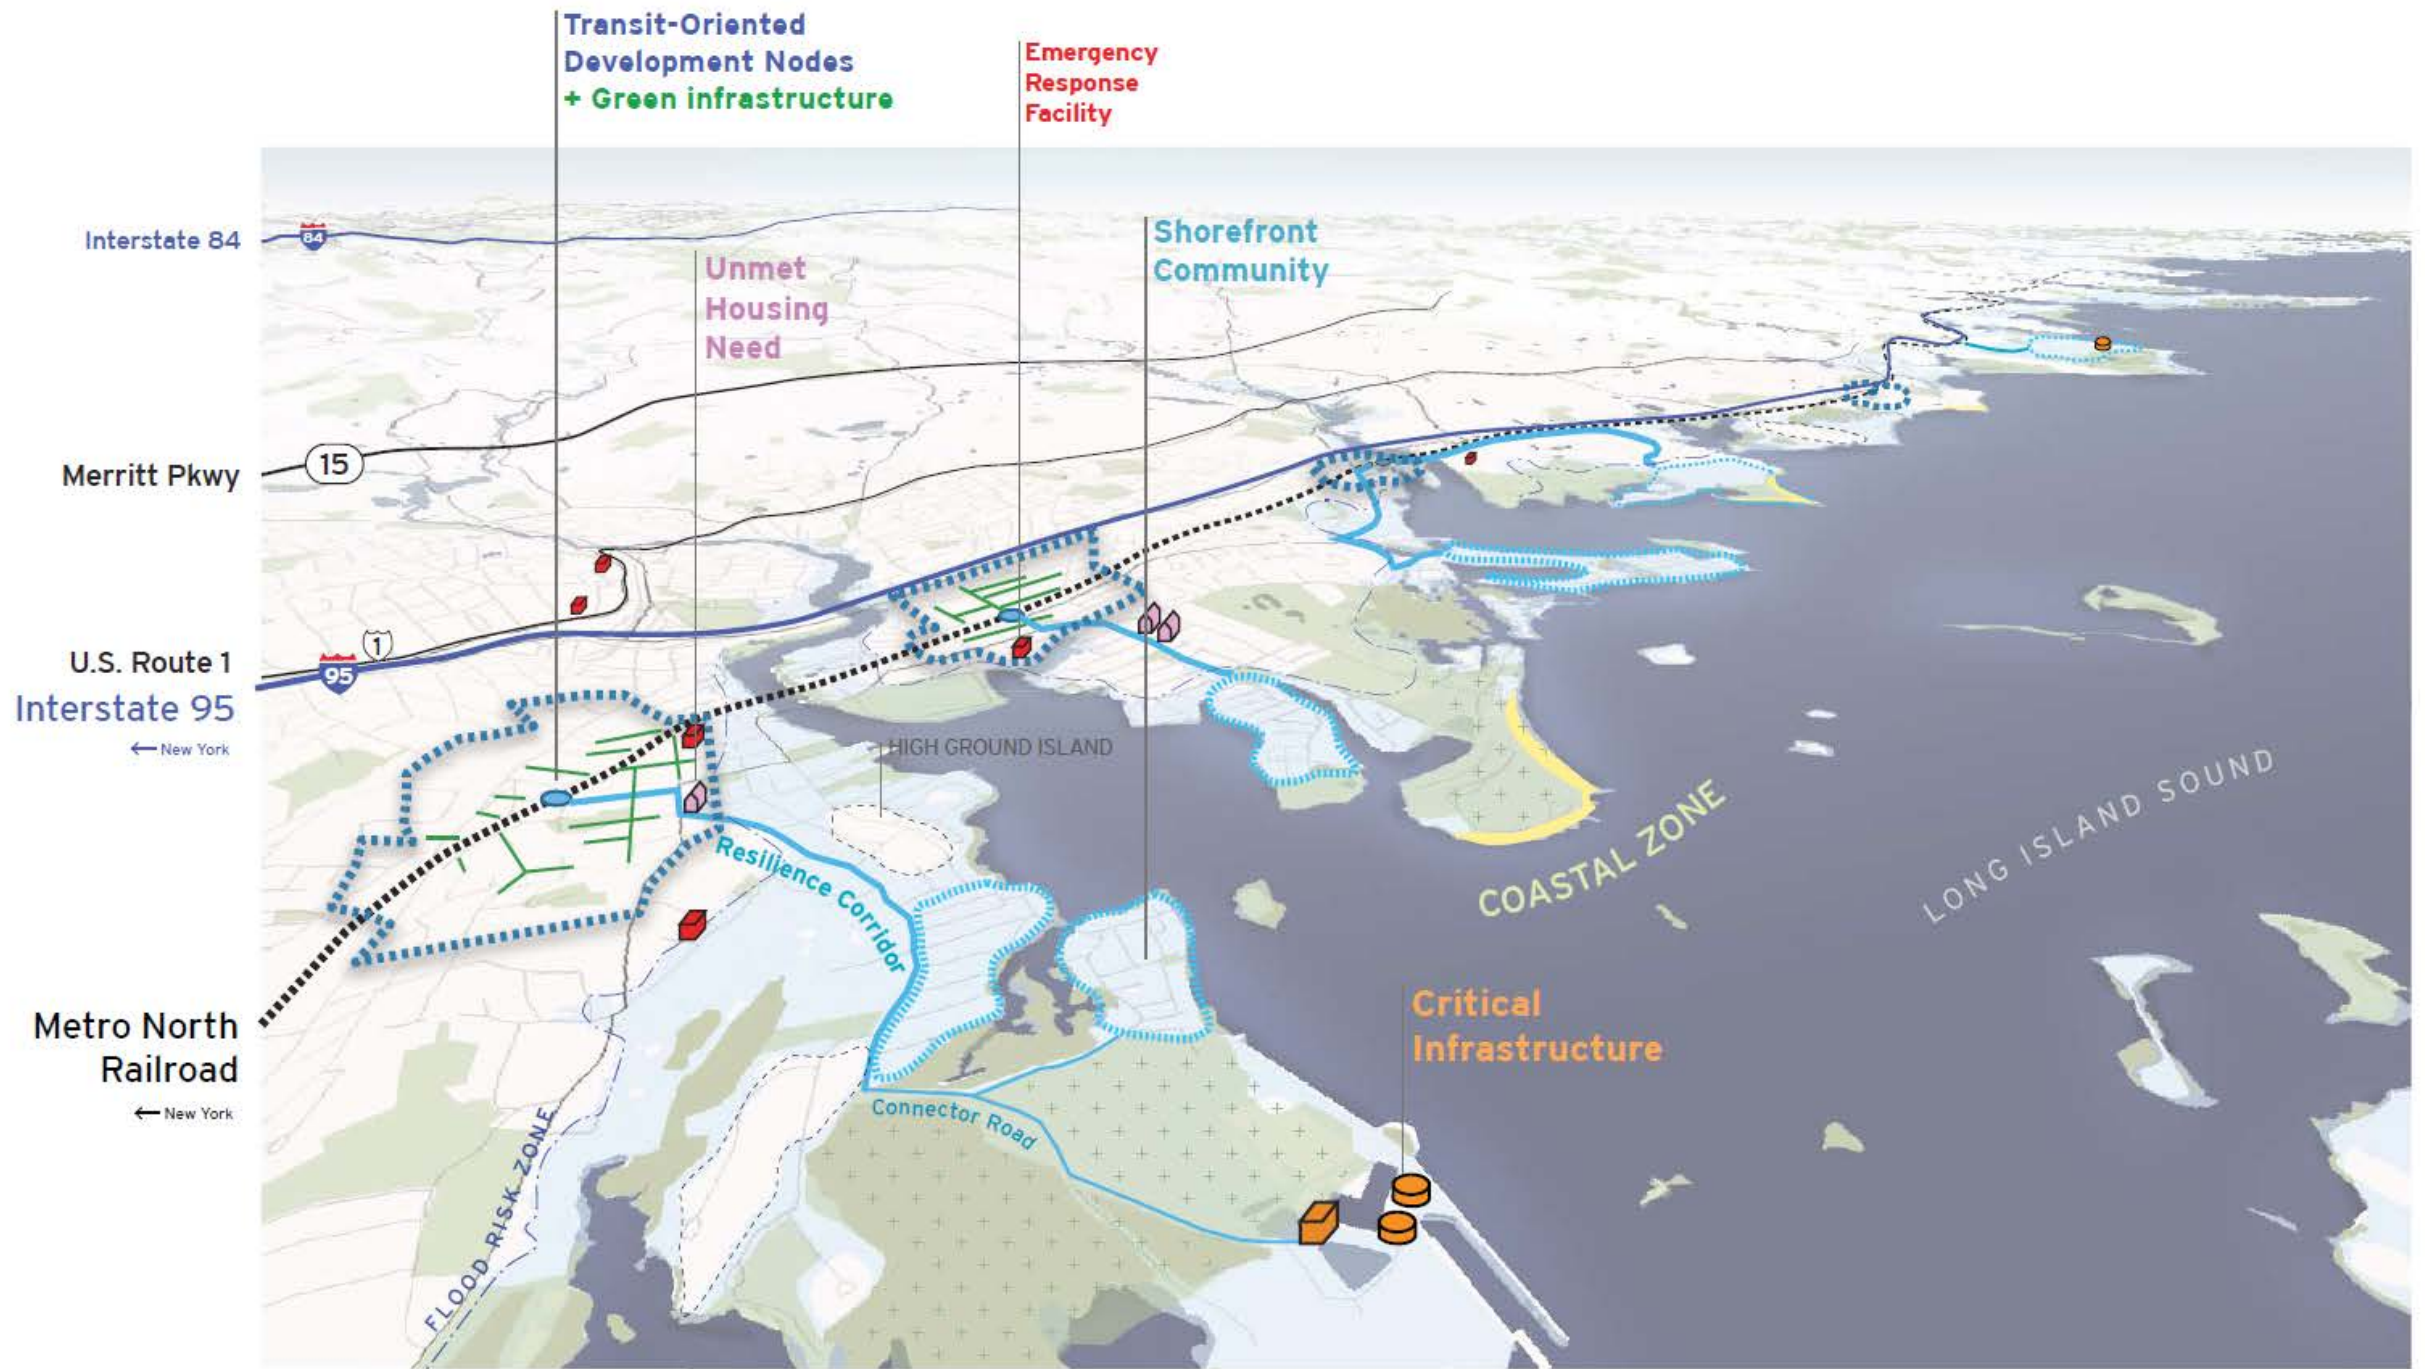 Transit-Oriented
Development Nodes
+ Green infrastructure
Emergency
Response
Facility
Interstate 84
84
Shorefront
Community
Unmet
Housing
Need
Merritt Pkwy
15
U.S. Route 1
1
Interstate 95
95
← New York
HIGH GROUND ISLAND
COASTAL ZONE
LONG ISLAND SOUND
Resilience Corridor
Critical
Infrastructure
Metro North
Railroad
← New York
Connector Road
FLOOD RISK ZONE